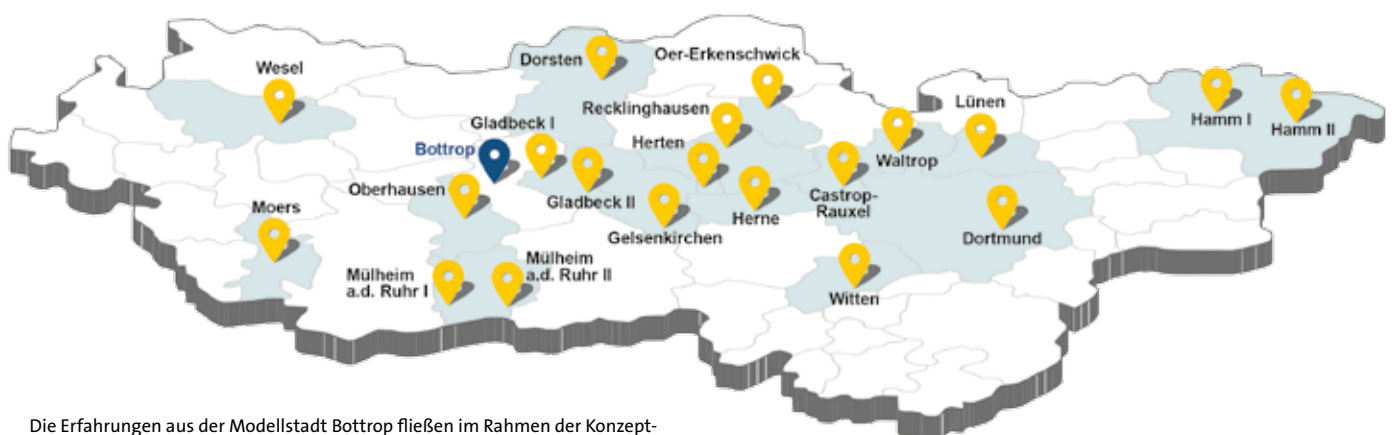 Dorsten
Oer-Erkenschwick
Wesel
Recklinghausen
Lünen
Gladbeck I
Hamm I
Hamm II
Bottrop
Herten
Waltrop
Oberhausen
Gladbeck II
Castrop-
Rauxel
Moers
Herne
Gelsenkirchen
Dortmund
Mülheim
a.d. Ruhr I
Mülheim
a.d. Ruhr II
Witten
Die Erfahrungen aus der Modellstadt Bottrop fließen im Rahmen der Konzept-